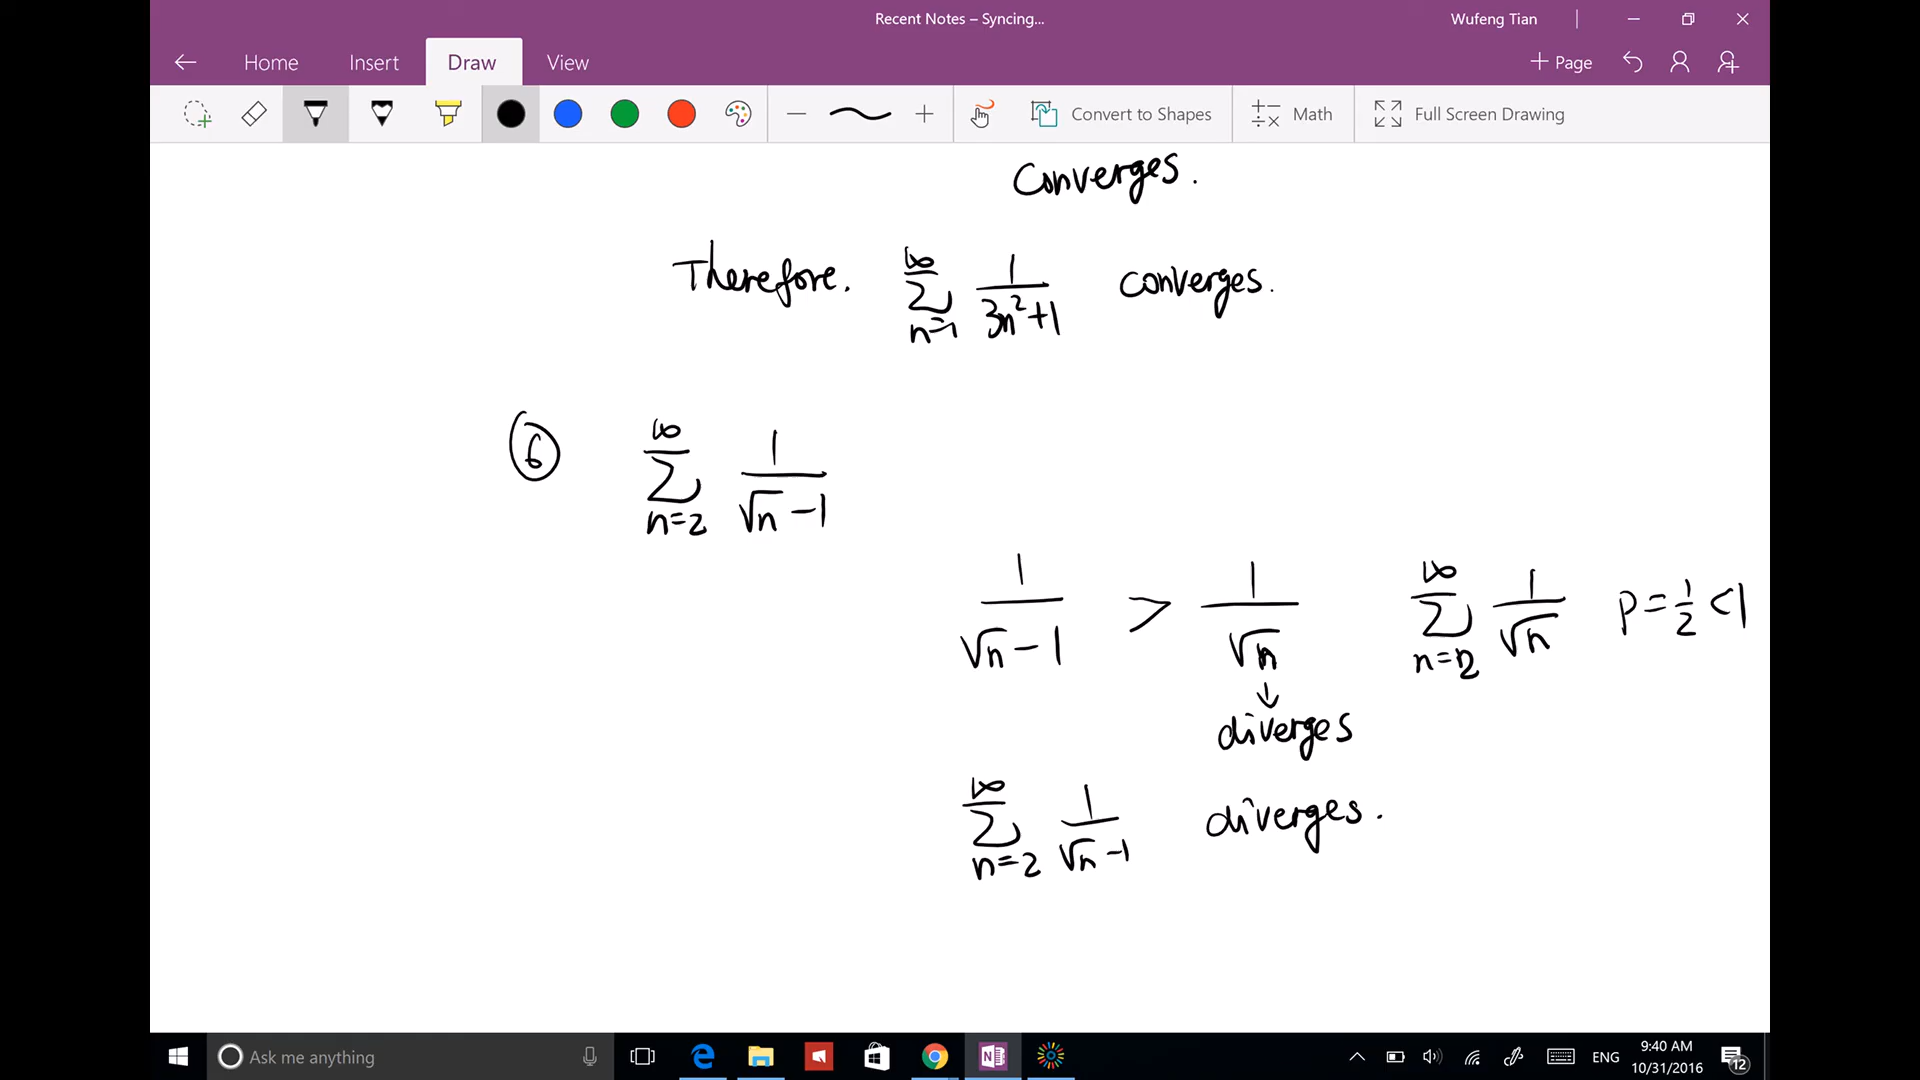 Recent Notes – Syncing...
Wufeng Tian
Home Insert Draw View
Page
Convert to Shapes Math Full Screen Drawing
Converges.
Therefore. ∞ ∑ n=1 1/(3n²+1) converges.
⑥ ∞ ∑ n=2 1/(√n−1)
1/(√n−1) > 1/√n ∞ ∑ n=2 1/√n p=1/2<1
↓
diverges
∞ ∑ n=2 1/(√n−1) diverges.
Ask me anything
ENG
9:40 AM
10/31/2016
12